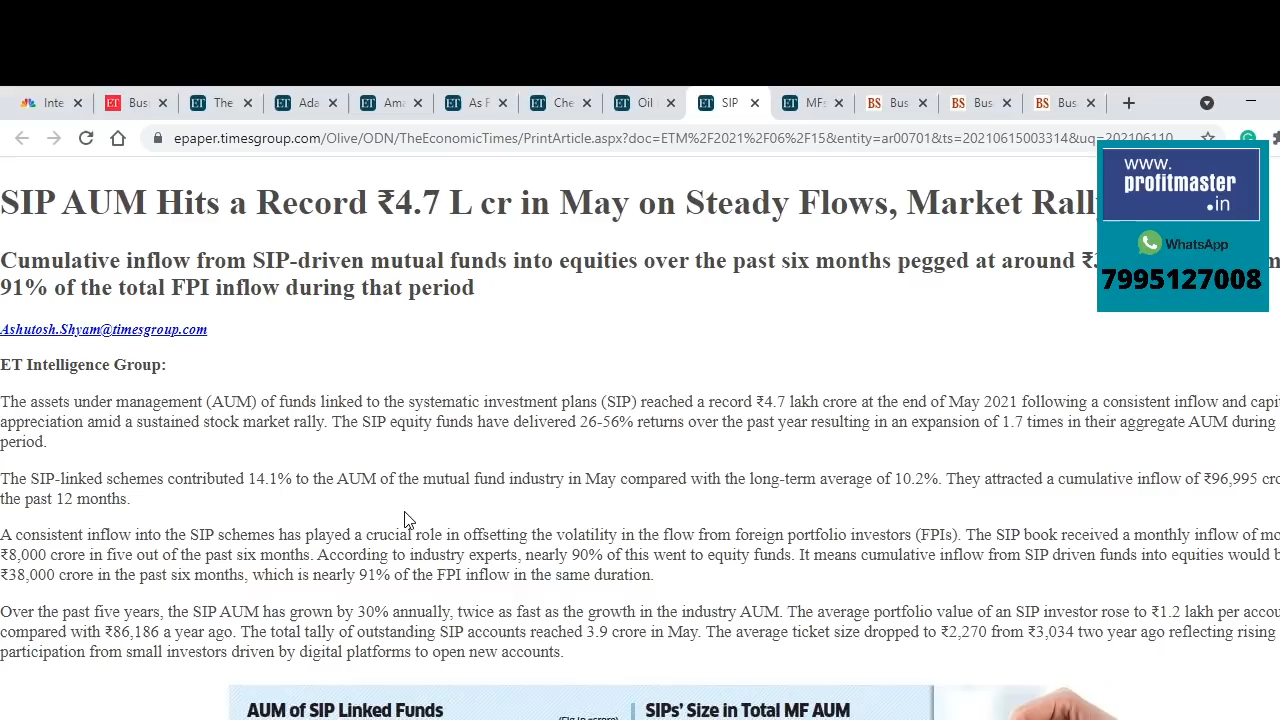 Inte
Bus
The
Ada
Ama
As F
Che
Oil
SIP
MFs
Bus
Bus
Bus
epaper.timesgroup.com/Olive/ODN/TheEconomicTimes/PrintArticle.aspx?doc=ETM%2F2021%2F06%2F15&entity=ar00701&ts=20210615003314&uq=202106110
www.
profitmaster
.in
WhatsApp
7995127008
SIP AUM Hits a Record ₹4.7 L cr in May on Steady Flows, Market Rally
Cumulative inflow from SIP-driven mutual funds into equities over the past six months pegged at around
91% of the total FPI inflow during that period
Ashutosh.Shyam@timesgroup.com
ET Intelligence Group:
The assets under management (AUM) of funds linked to the systematic investment plans (SIP) reached a record ₹4.7 lakh crore at the end of May 2021 following a consistent inflow and
appreciation amid a sustained stock market rally. The SIP equity funds have delivered 26-56% returns over the past year resulting in an expansion of 1.7 times in their aggregate AUM during
period.
The SIP-linked schemes contributed 14.1% to the AUM of the mutual fund industry in May compared with the long-term average of 10.2%. They attracted a cumulative inflow of ₹96,995
the past 12 months.
A consistent inflow into the SIP schemes has played a crucial role in offsetting the volatility in the flow from foreign portfolio investors (FPIs). The SIP book received a monthly inflow of
₹8,000 crore in five out of the past six months. According to industry experts, nearly 90% of this went to equity funds. It means cumulative inflow from SIP driven funds into equities would
₹38,000 crore in the past six months, which is nearly 91% of the FPI inflow in the same duration.
Over the past five years, the SIP AUM has grown by 30% annually, twice as fast as the growth in the industry AUM. The average portfolio value of an SIP investor rose to ₹1.2 lakh per
compared with ₹86,186 a year ago. The total tally of outstanding SIP accounts reached 3.9 crore in May. The average ticket size dropped to ₹2,270 from ₹3,034 two year ago reflecting rising
participation from small investors driven by digital platforms to open new accounts.
AUM of SIP Linked Funds
SIPs' Size in Total MF AUM